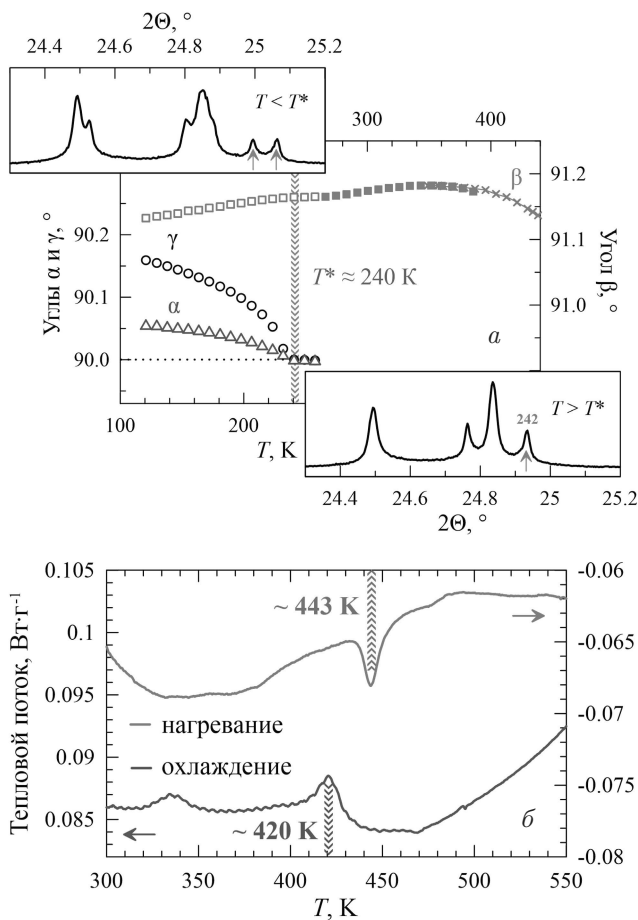 2Θ, °
24.4 24.8 25 25.2
T < T*
300 400
91.2
β
90.2
γ
91.1
Углы α и γ, °
T* ≈ 240 K
Угол β, °
90.1
α
91.0
а
90.0
T > T*
242
100 200
T, K
24.4 24.6 24.8 25 25.2
2Θ, °
0.105 -0.06
~ 443 K
0.1
-0.065
Тепловой поток, Вт·г⁻¹
0.095
-0.07
нагревание
0.09
охлаждение
-0.075
0.085
~ 420 K
б
-0.08
300 350 400 450 500 550
T, K